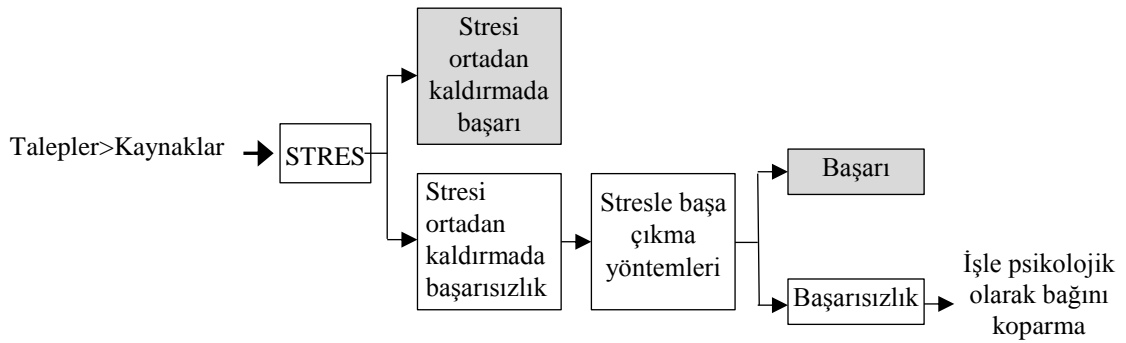 Stresi
ortadan
kaldırmada
başarı
Talepler>Kaynaklar
STRES
Stresi
ortadan
kaldırmada
başarısızlık
Stresle başa
çıkma
yöntemleri
Başarı
Başarısızlık
İşle psikolojik
olarak bağını
koparma